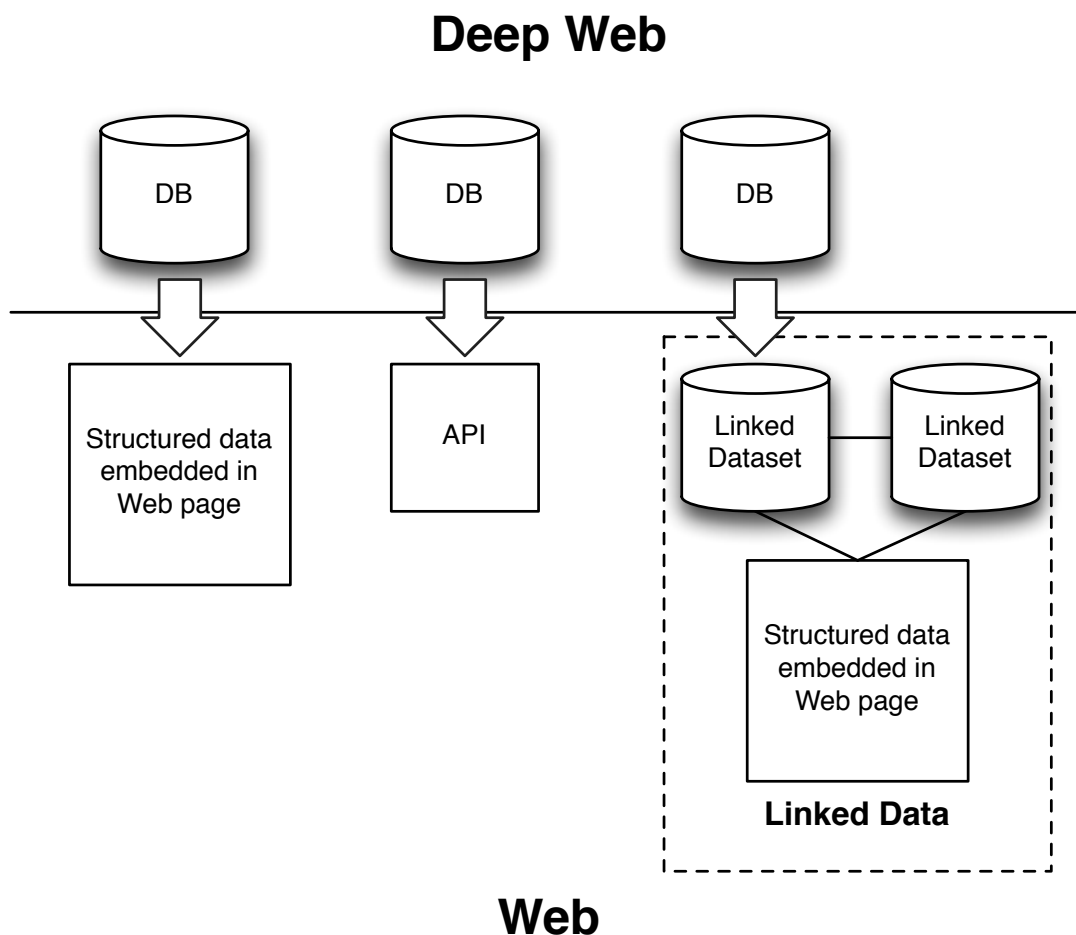 Deep Web
DB
DB
DB
Structured data
embedded in
Web page
API
Linked
Dataset
Linked
Dataset
Structured data
embedded in
Web page
Linked Data
Web